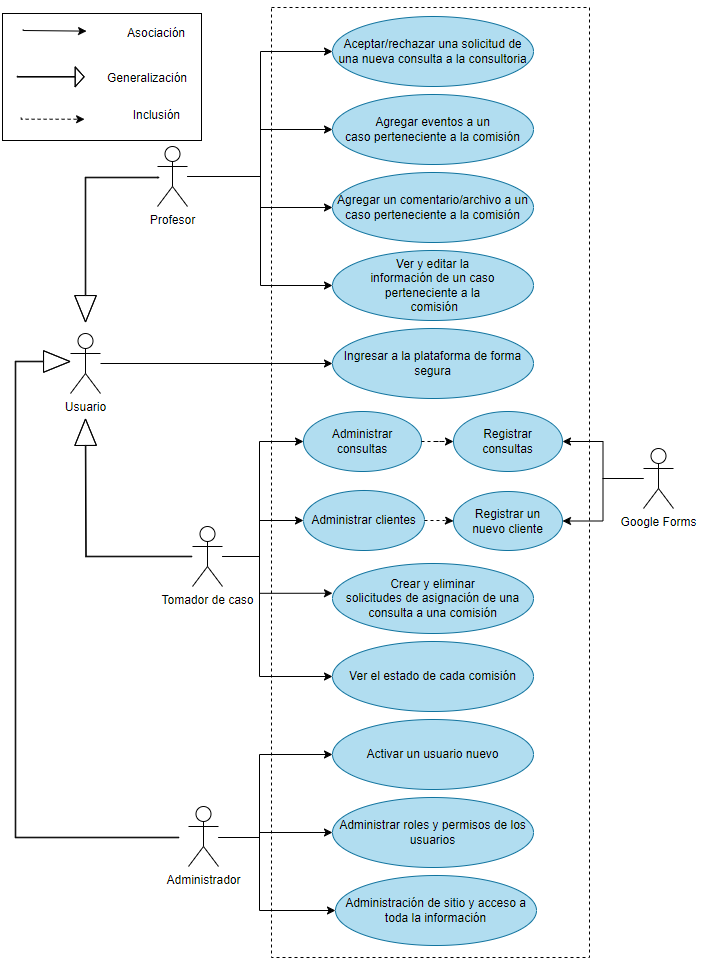 Asociación
Generalización
Inclusión
Aceptar/rechazar una solicitud de
una nueva consulta a la consultoria
Agregar eventos a un
caso perteneciente a la comisión
Profesor
Agregar un comentario/archivo a un
caso perteneciente a la comisión
Ver y editar la
información de un caso
perteneciente a la
comisión
Usuario
Ingresar a la plataforma de forma
segura
Administrar
consultas
Registrar
consultas
Google Forms
Administrar clientes
Registrar un
nuevo cliente
Tomador de caso
Crear y eliminar
solicitudes de asignación de una
consulta a una comisión
Ver el estado de cada comisión
Activar un usuario nuevo
Administrar roles y permisos de los
usuarios
Administrador
Administración de sitio y acceso a
toda la información